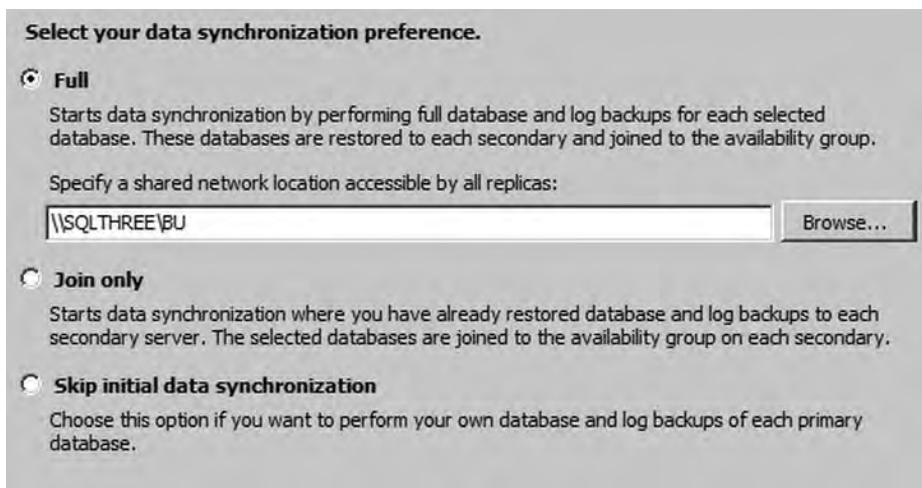 Select your data synchronization preference.
Full
Starts data synchronization by performing full database and log backups for each selected
database. These databases are restored to each secondary and joined to the availability group.
Specify a shared network location accessible by all replicas:
\\SQLTHREE\BU
Browse...
Join only
Starts data synchronization where you have already restored database and log backups to each
secondary server. The selected databases are joined to the availability group on each secondary.
Skip initial data synchronization
Choose this option if you want to perform your own database and log backups of each primary
database.